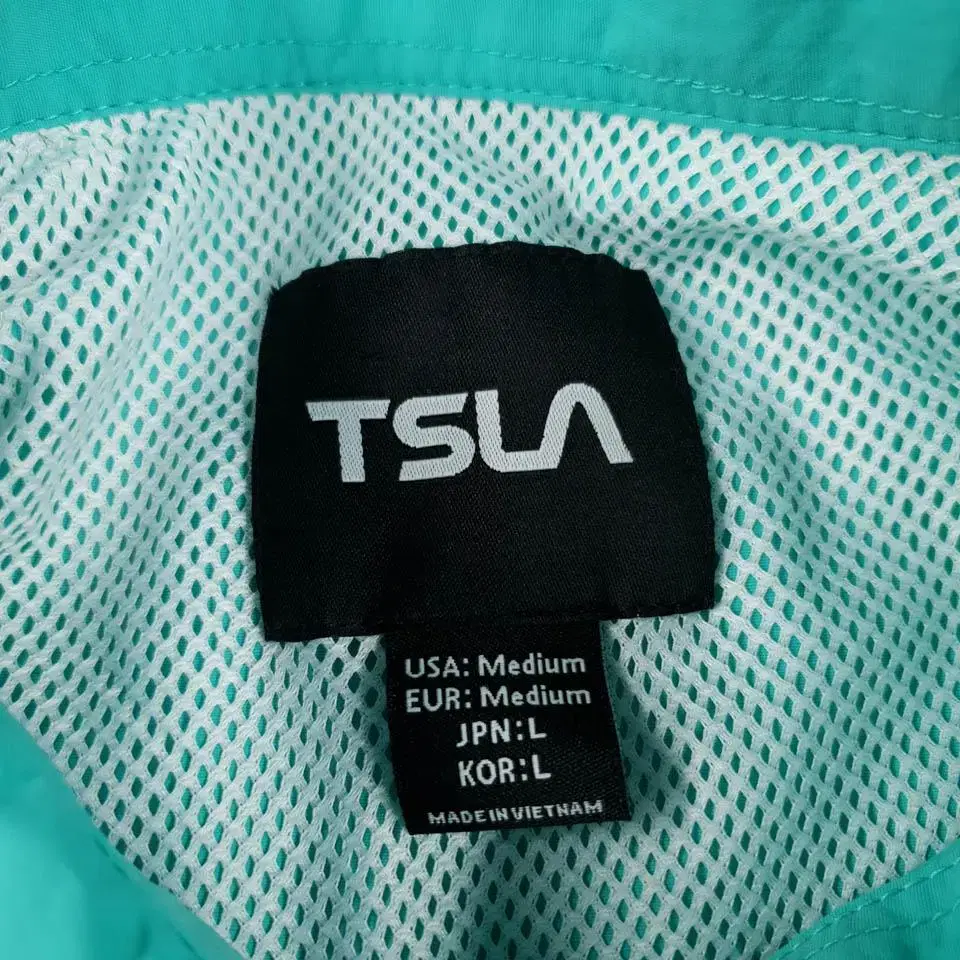 TSLA
USA: Medium
EUR: Medium
JPN:L
KOR:L
MADE IN VIETNAM